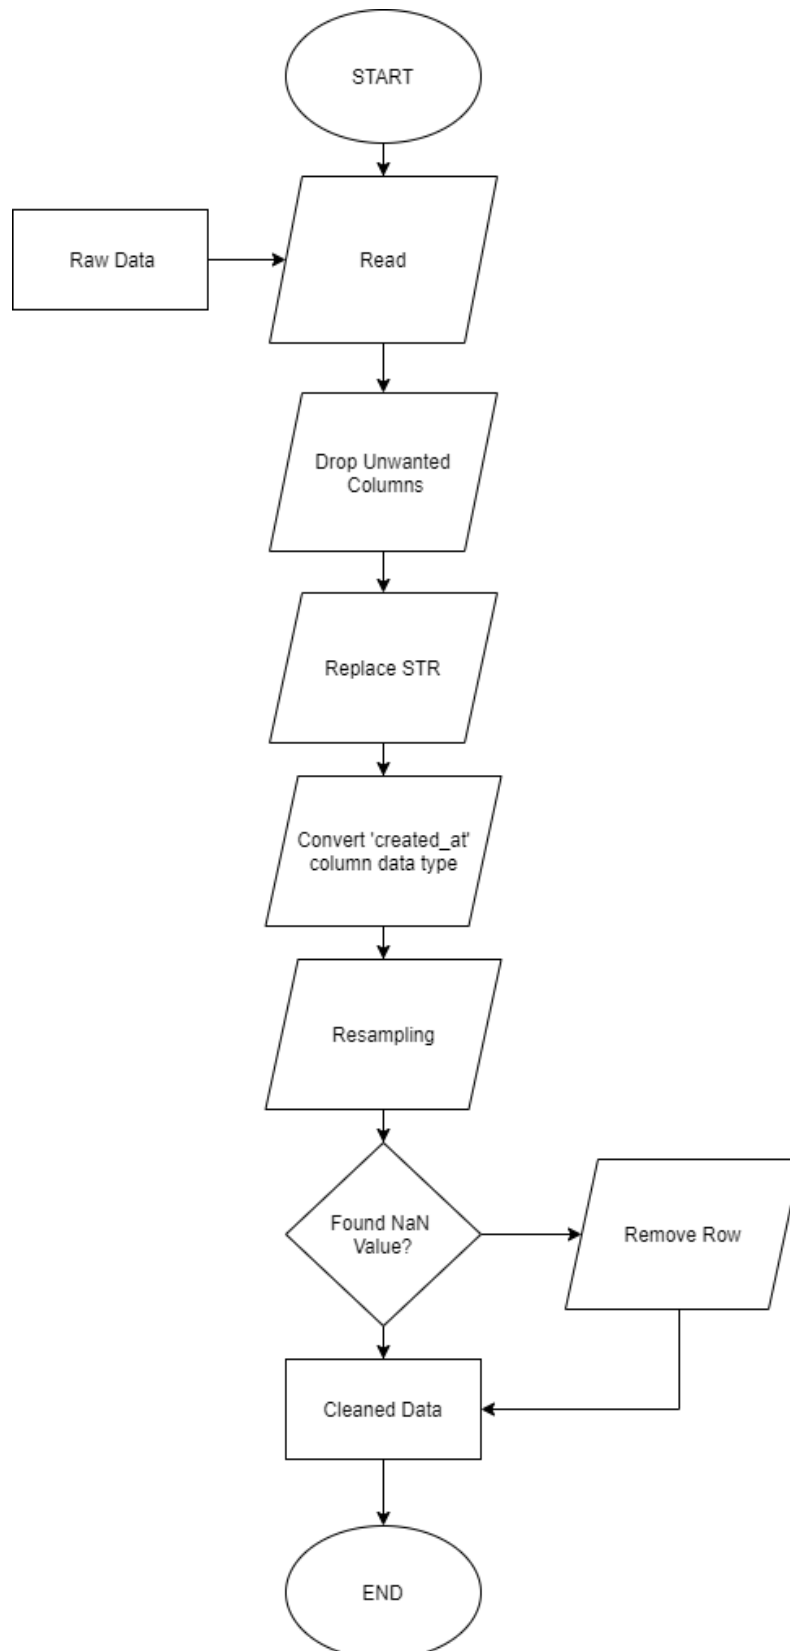 START
Raw Data
Read
Drop Unwanted
Columns
Replace STR
Convert 'created_at'
column data type
Resampling
Found NaN
Value?
Remove Row
Cleaned Data
END